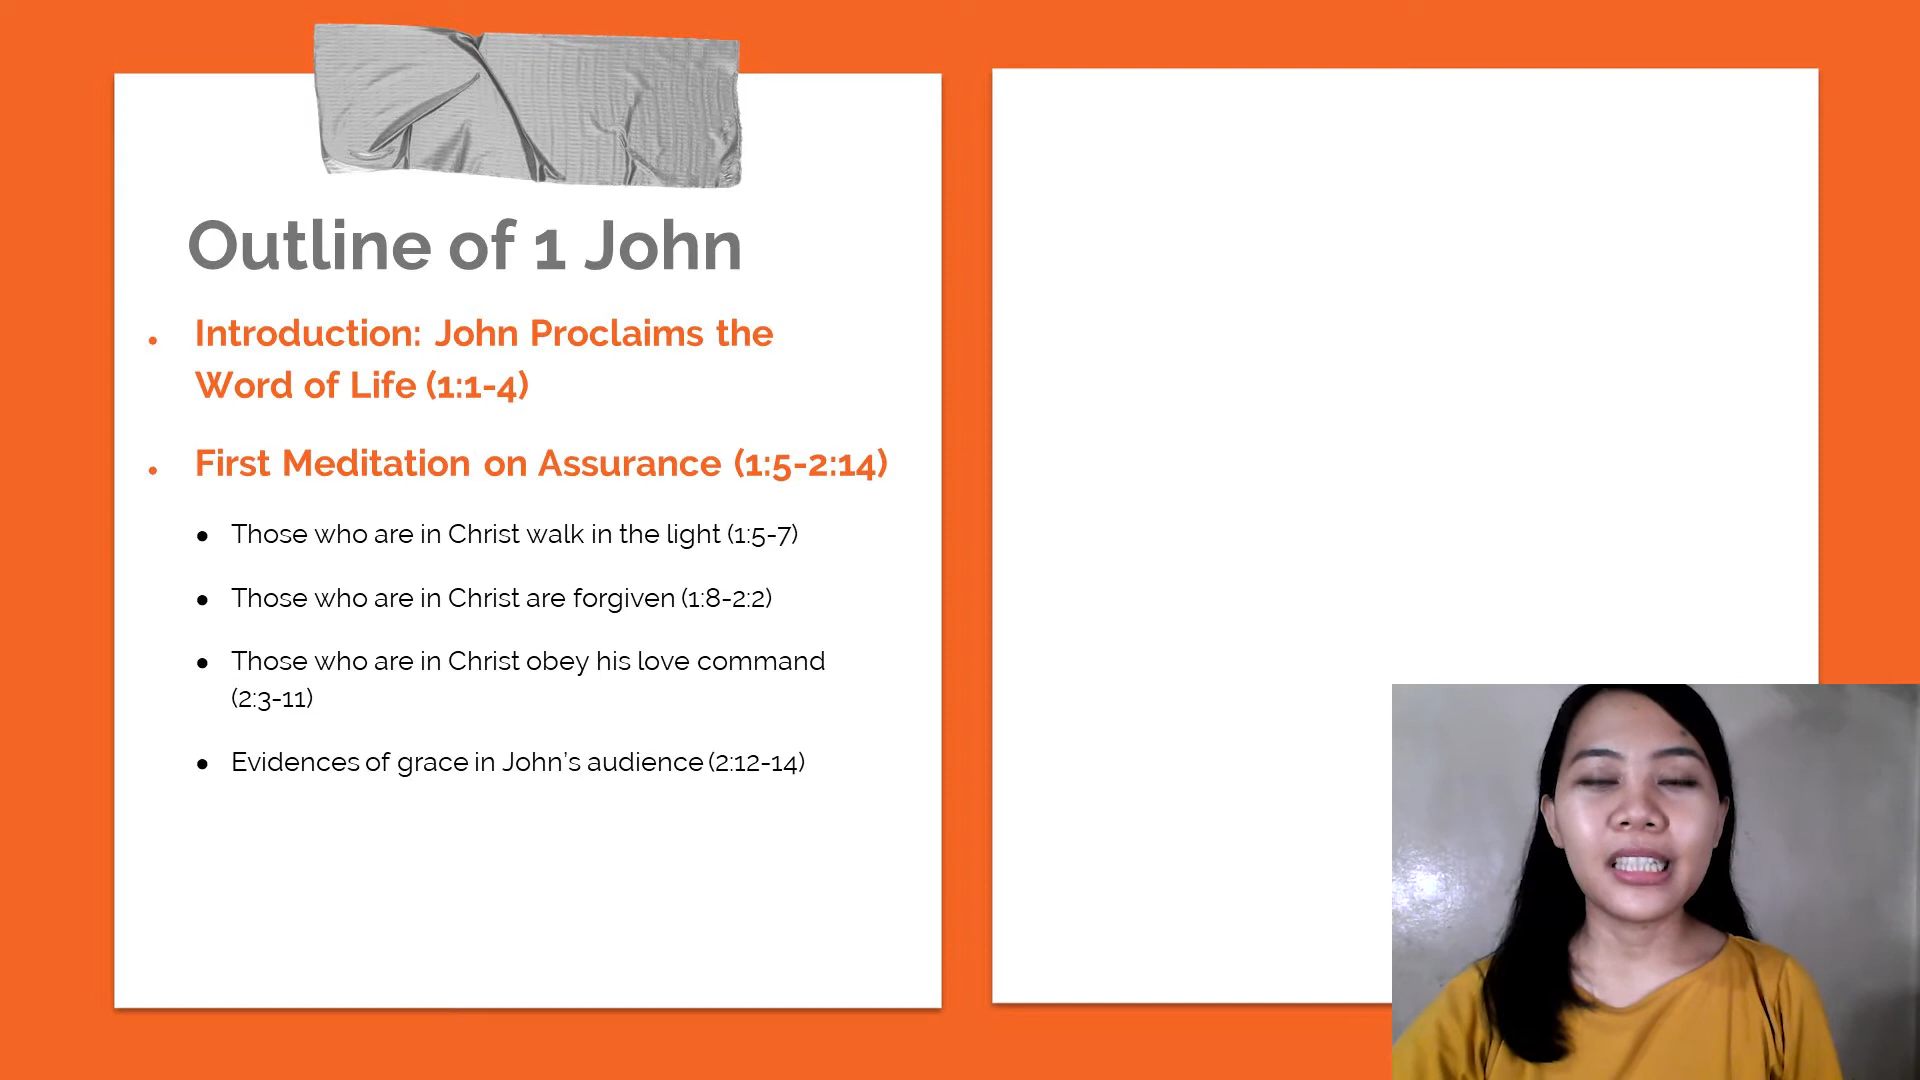 Outline of 1 John
• Introduction: John Proclaims the
Word of Life (1:1-4)
• First Meditation on Assurance (1:5-2:14)
● Those who are in Christ walk in the light (1:5-7)
● Those who are in Christ are forgiven (1:8-2:2)
● Those who are in Christ obey his love command
(2:3-11)
● Evidences of grace in John’s audience (2:12-14)